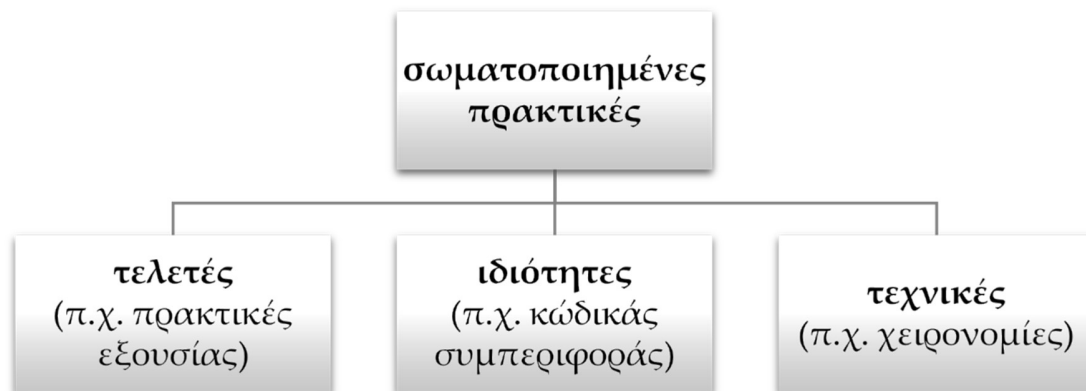 σωματοποιημένες
πρακτικές
τελετές
(π.χ. πρακτικές
εξουσίας)
ιδιότητες
(π.χ. κώδικάς
συμπεριφοράς)
τεχνικές
(π.χ. χειρονομίες)